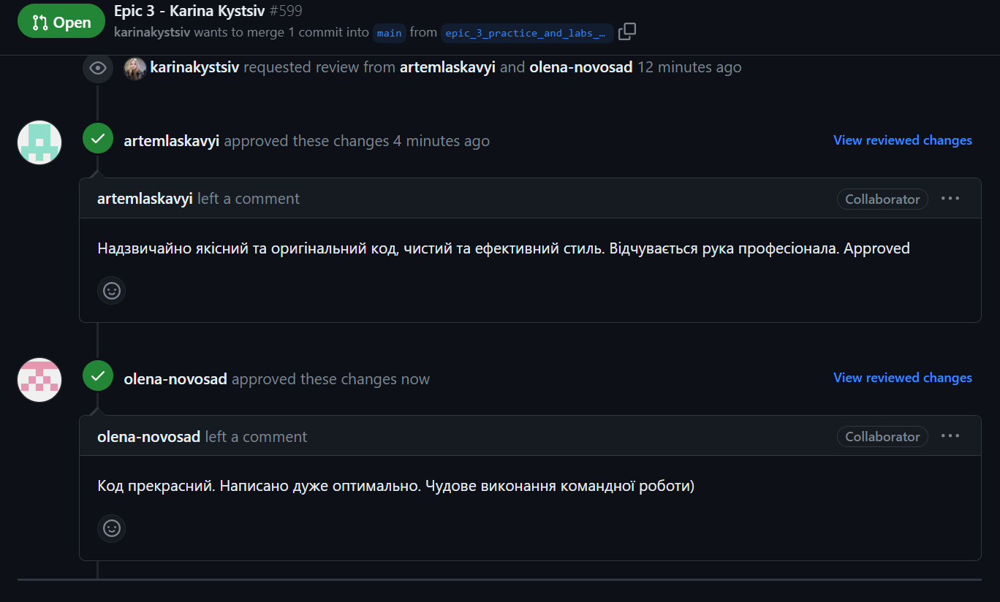 Open
Epic 3 - Karina Kystsiv #599
karinakystsiv wants to merge 1 commit into main from epic_3_practice_and_labs_…
karinakystsiv requested review from artemlaskavyi and olena-novosad 12 minutes ago
artemlaskavyi approved these changes 4 minutes ago
View reviewed changes
artemlaskavyi left a comment
Collaborator
Надзвичайно якісний та оригінальний код, чистий та ефективний стиль. Відчувається рука професіонала. Approved
olena-novosad approved these changes now
View reviewed changes
olena-novosad left a comment
Collaborator
Код прекрасний. Написано дуже оптимально. Чудове виконання командної роботи)